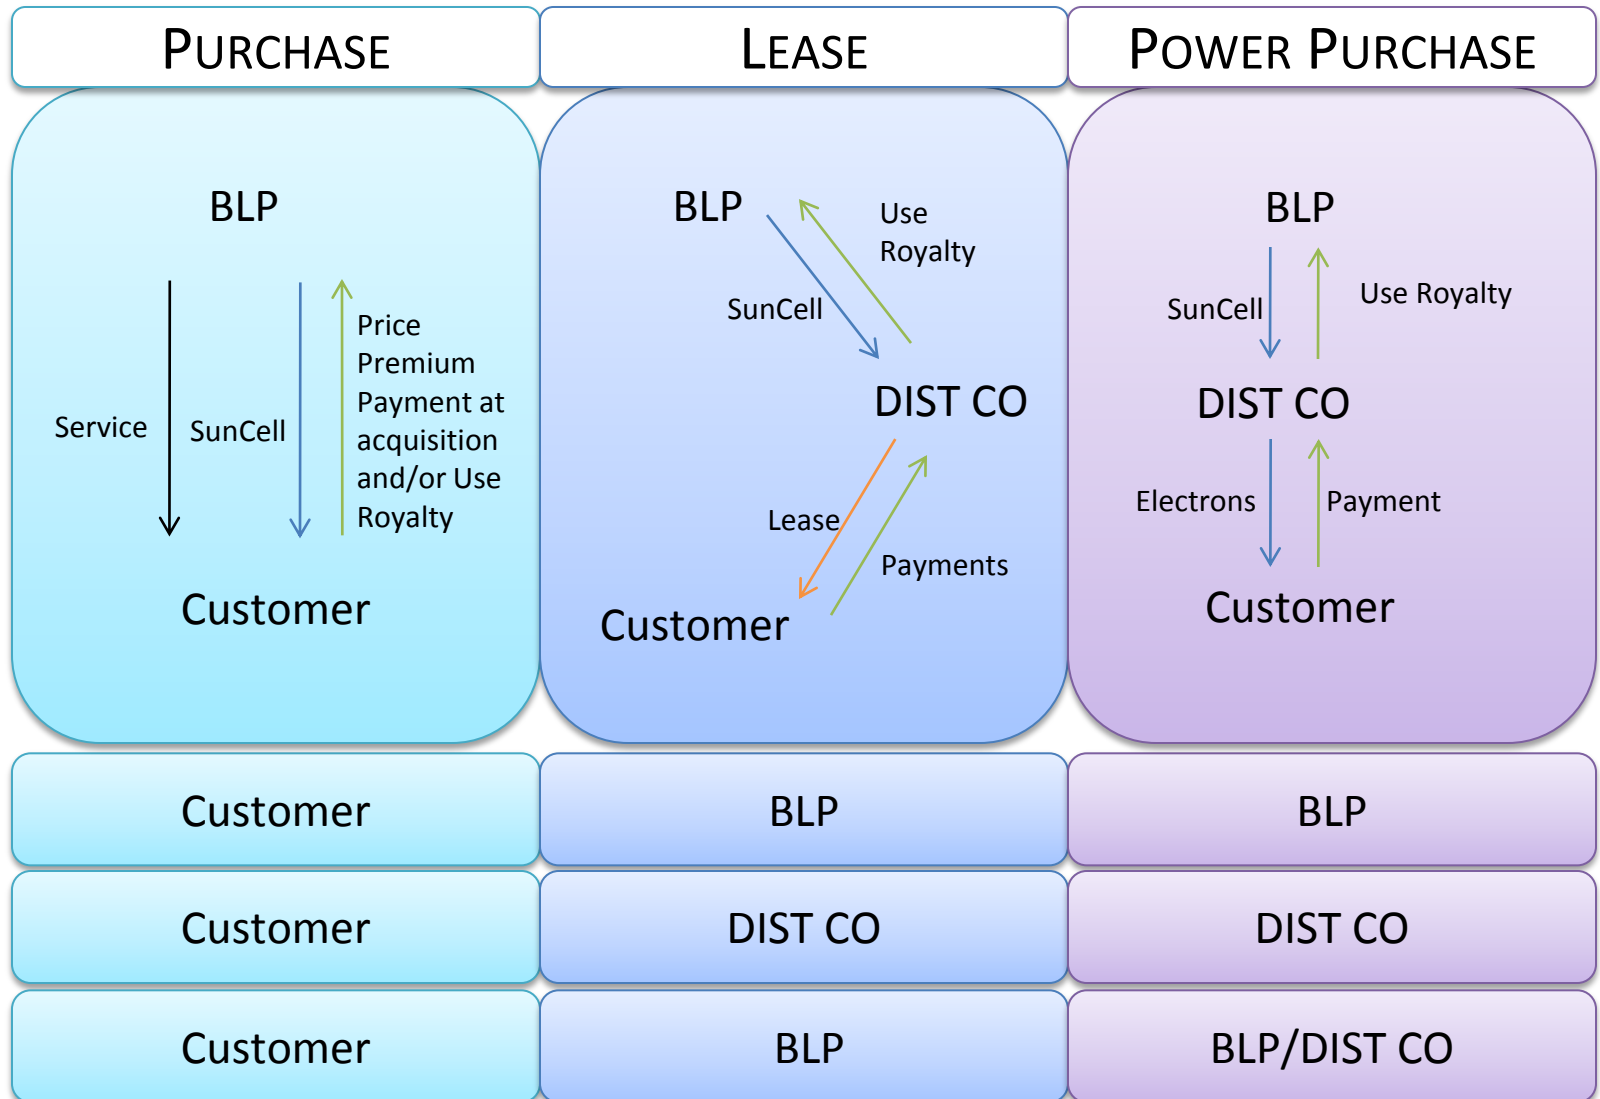 PURCHASE
LEASE
POWER PURCHASE
BLP
Service
SunCell
Price
Premium
Payment at
acquisition
and/or Use
Royalty
Customer
BLP
Use
Royalty
SunCell
DIST CO
Lease
Payments
Customer
BLP
SunCell
Use Royalty
DIST CO
Electrons
Payment
Customer
Customer
BLP
BLP
Customer
DIST CO
DIST CO
Customer
BLP
BLP/DIST CO